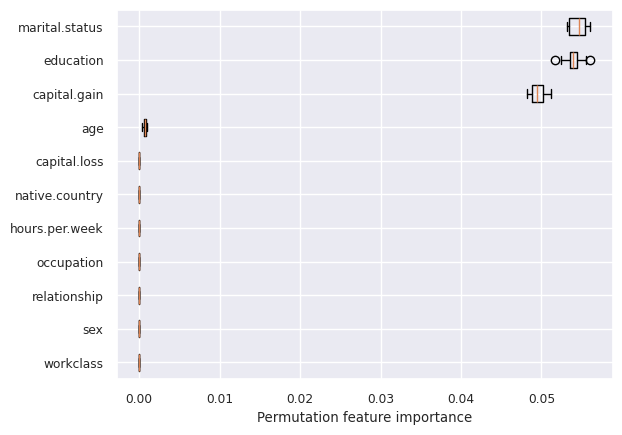 marital.status
education
capital.gain
age
capital.loss
native.country
hours.per.week
occupation
relationship
sex
workclass
0.00 0.01 0.02 0.03 0.04 0.05
Permutation feature importance